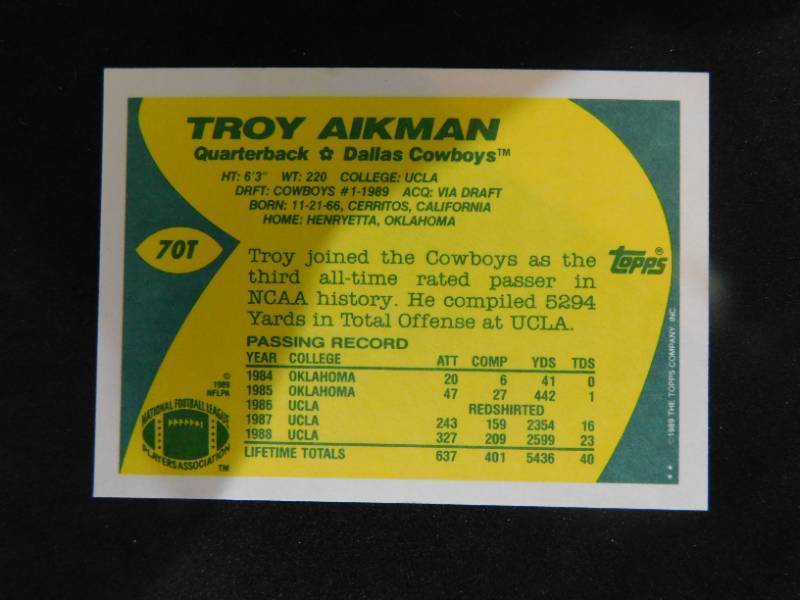 TROY AIKMAN
Quarterback ✩ Dallas Cowboys™
HT: 6'3" WT: 220 COLLEGE: UCLA
DRFT: COWBOYS #1-1989 ACQ: VIA DRAFT
BORN: 11-21-66, CERRITOS, CALIFORNIA
HOME: HENRYETTA, OKLAHOMA
70T
Troy joined the Cowboys as the
third all-time rated passer in
NCAA history. He compiled 5294
Yards in Total Offense at UCLA.
topps®
PASSING RECORD
YEAR COLLEGE ATT COMP YDS TDS
1984 OKLAHOMA 20 6 41 0
1985 OKLAHOMA 47 27 442 1
1986 UCLA REDSHIRTED
1987 UCLA 243 159 2354 16
1988 UCLA 327 209 2599 23
LIFETIME TOTALS 637 401 5436 40
©
1989
NFLPA
NATIONAL FOOTBALL LEAGUE
PLAYERS ASSOCIATION
™
** ©1989 THE TOPPS COMPANY, INC.